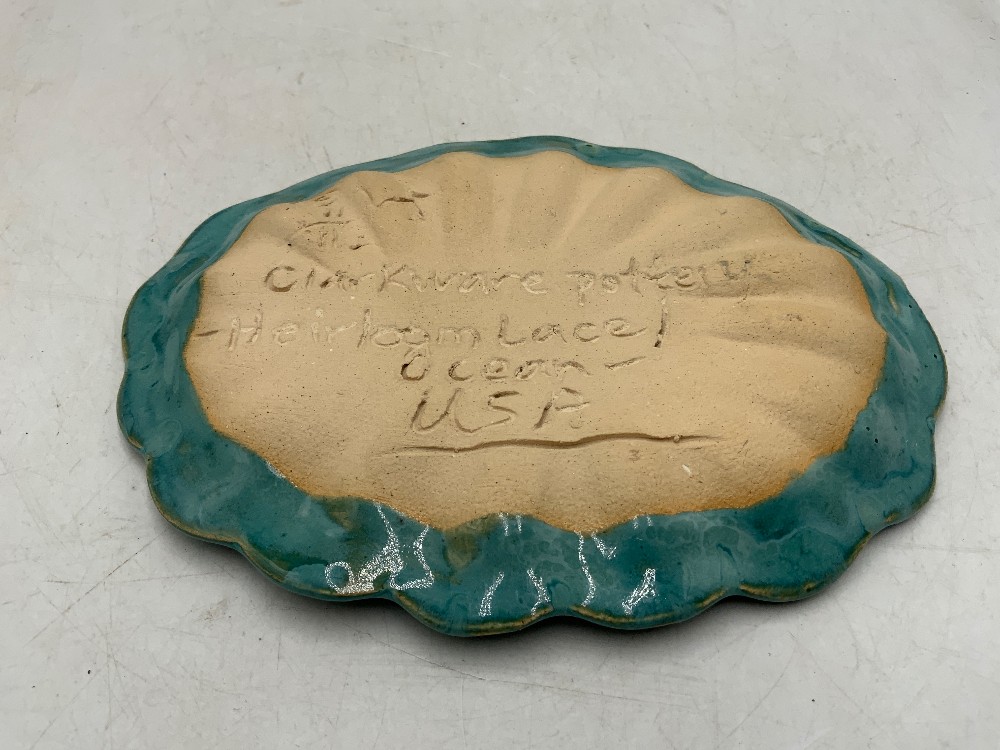 Clarkware pottery
-Heirloom Lace/
Ocean-
USA